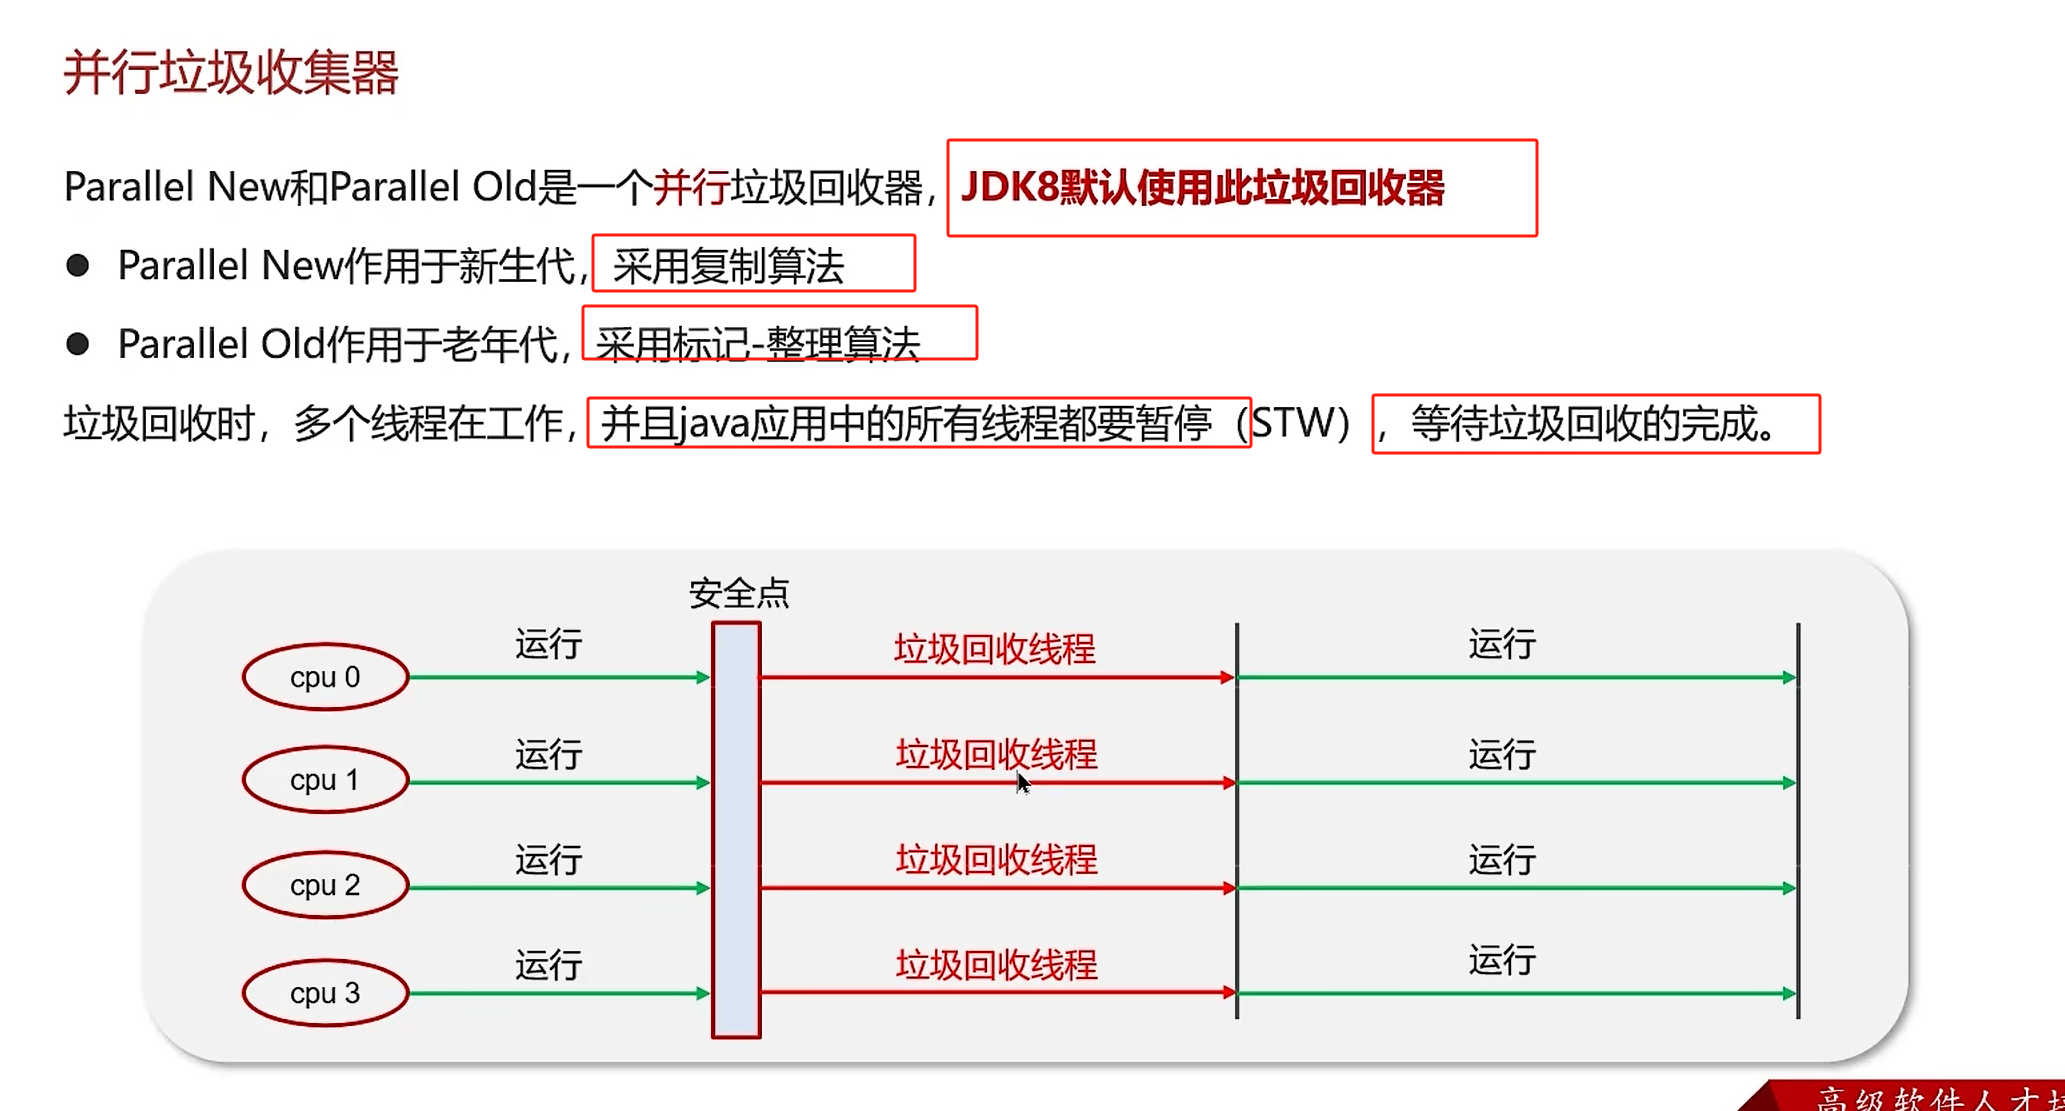 并行垃圾收集器
Parallel New和Parallel Old是一个并行垃圾回收器，JDK8默认使用此垃圾回收器
● Parallel New作用于新生代，采用复制算法
● Parallel Old作用于老年代，采用标记-整理算法
垃圾回收时，多个线程在工作，并且java应用中的所有线程都要暂停（STW），等待垃圾回收的完成。
安全点
cpu 0 运行 垃圾回收线程 运行
cpu 1 运行 垃圾回收线程 运行
cpu 2 运行 垃圾回收线程 运行
cpu 3 运行 垃圾回收线程 运行
高级软件人才